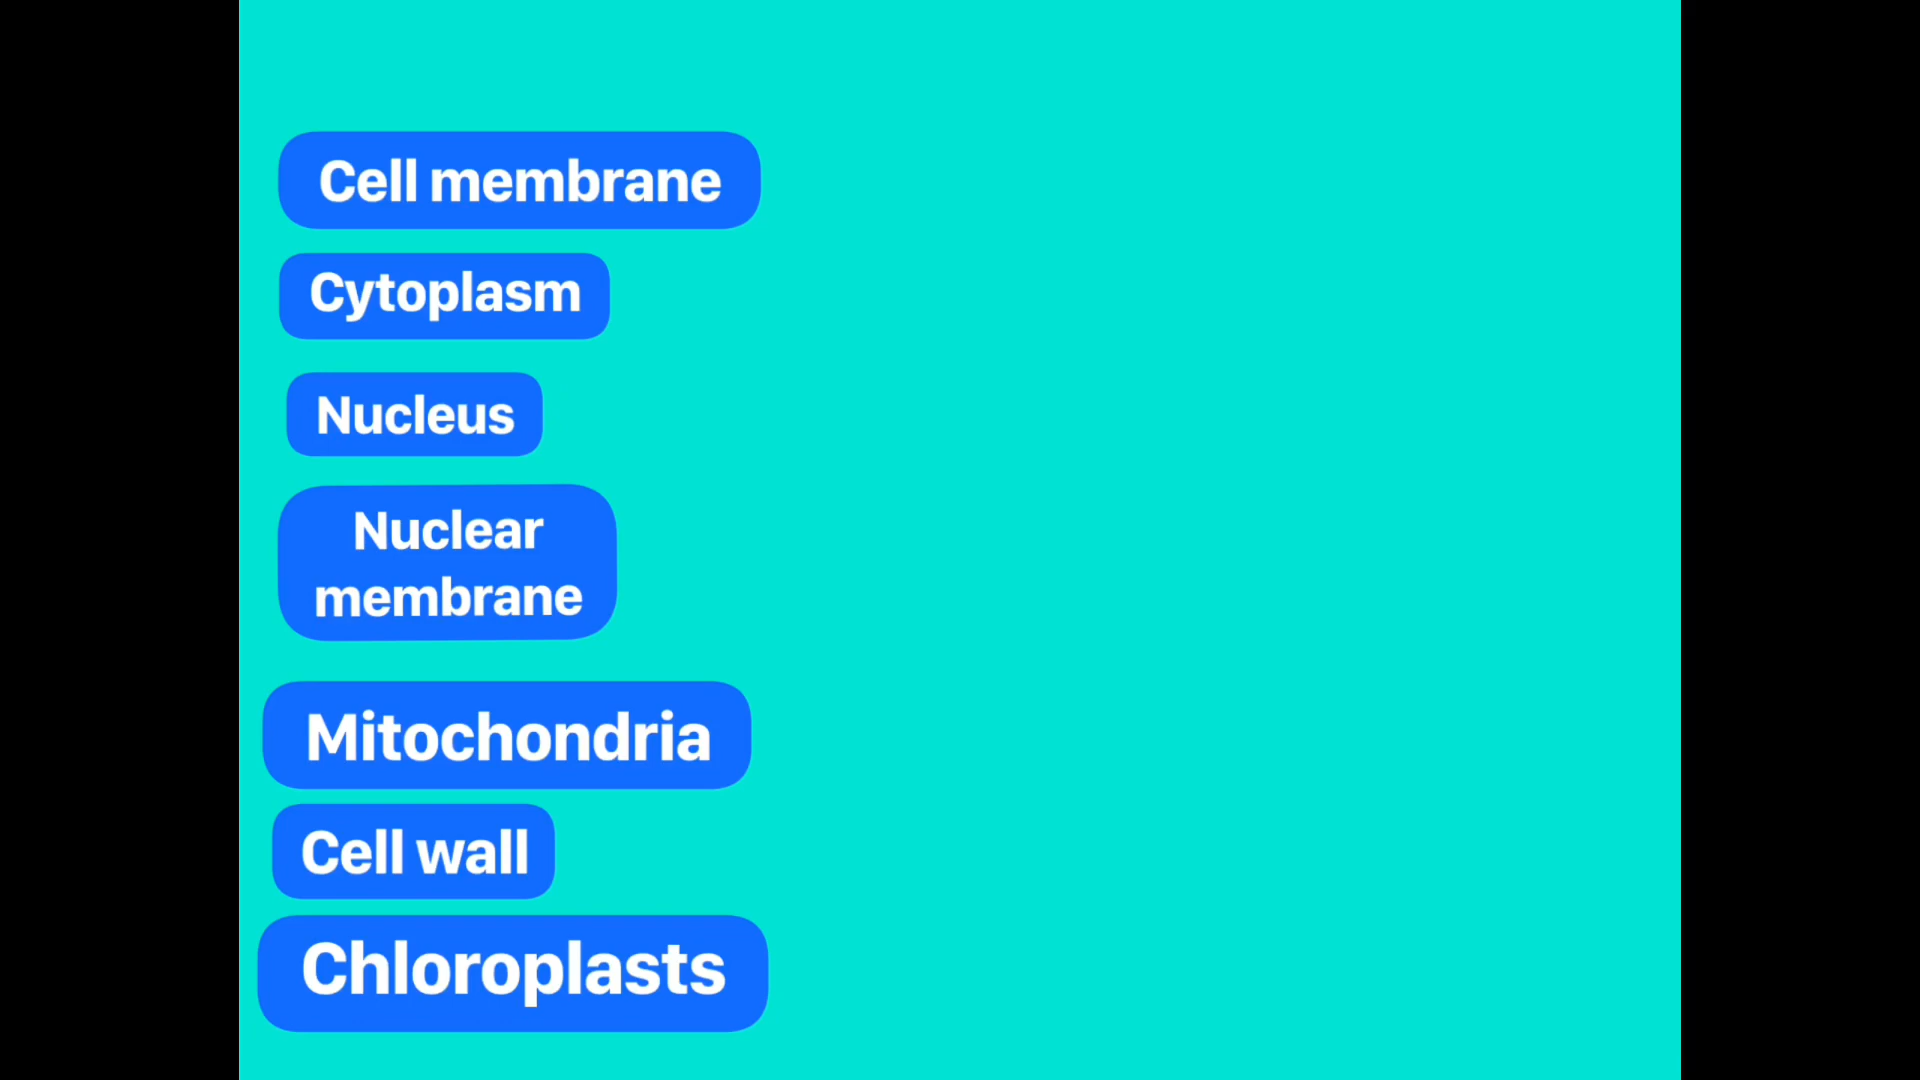 Cell membrane
Cytoplasm
Nucleus
Nuclear
membrane
Mitochondria
Cell wall
Chloroplasts